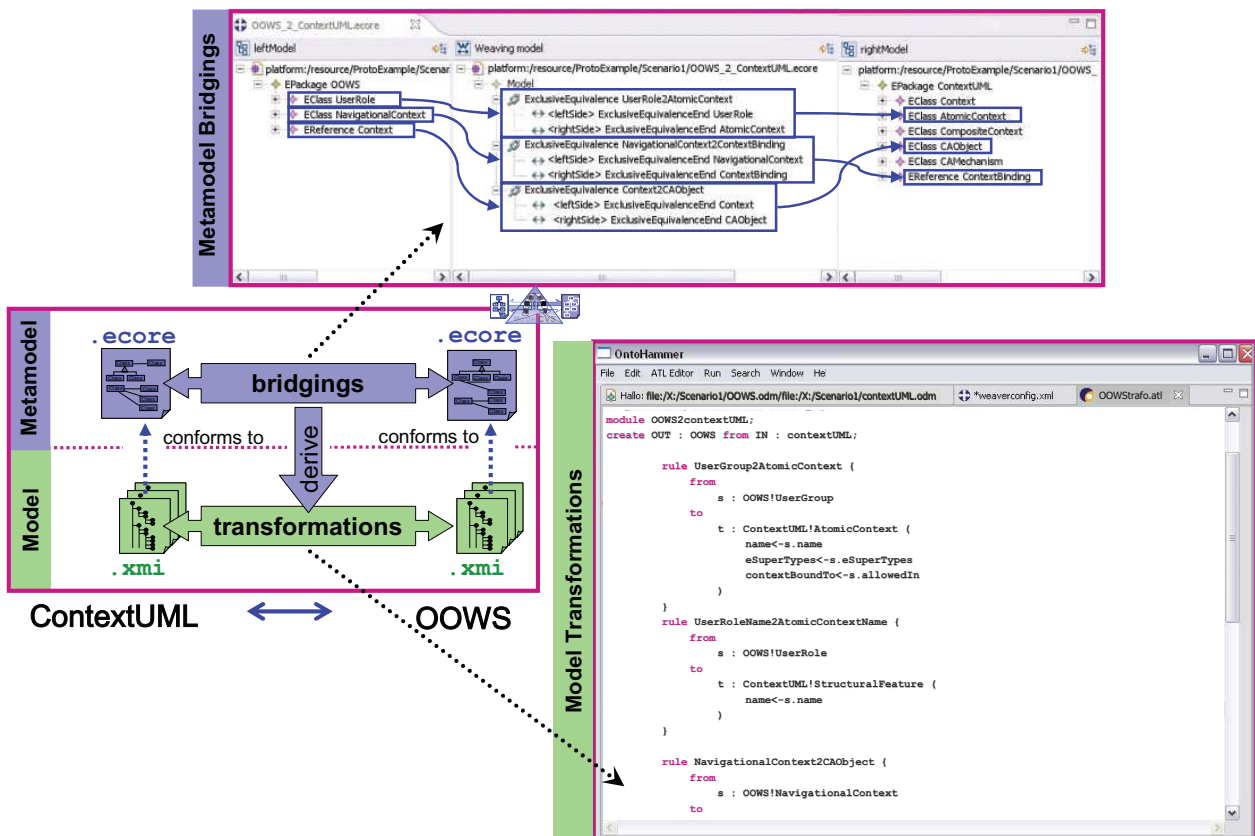 Metamodel Bridgings
OOWS_2_ContextUML.ecore
leftModel
platform:/resource/ProtoExample/Scenar
EPackage OOWS
EClass UserRole
EClass NavigationalContext
EReference Context
Weaving model
platform:/resource/ProtoExample/Scenario1/OOWS_2_ContextUML.ecore
Model
ExclusiveEquivalence UserRole2AtomicContext
<leftSide> ExclusiveEquivalenceEnd UserRole
<rightSide> ExclusiveEquivalenceEnd AtomicContext
ExclusiveEquivalence NavigationalContext2ContextBinding
<leftSide> ExclusiveEquivalenceEnd NavigationalContext
<rightSide> ExclusiveEquivalenceEnd ContextBinding
ExclusiveEquivalence Context2CAObject
<leftSide> ExclusiveEquivalenceEnd Context
<rightSide> ExclusiveEquivalenceEnd CAObject
rightModel
platform:/resource/ProtoExample/Scenario1/OOWS_
EPackage ContextUML
EClass Context
EClass AtomicContext
EClass CompositeContext
EClass CAObject
EClass CAMechanism
EReference ContextBinding
Metamodel
Model
.ecore
.ecore
bridgings
conforms to
conforms to
derive
transformations
.xmi
.xmi
ContextUML
OOWS
Model Transformations
OntoHammer
File Edit ATL Editor Run Search Window He
Hallo: file:/X:/Scenario1/OOWS.odm/file:/X:/Scenario1/contextUML.odm
*weaverconfig.xml
OOWStrafo.atl
module OOWS2contextUML;
create OUT : OOWS from IN : contextUML;
rule UserGroup2AtomicContext {
from
s : OOWS!UserGroup
to
t : ContextUML!AtomicContext (
name<-s.name
eSuperTypes<-s.eSuperTypes
contextBoundTo<-s.allowedIn
)
}
rule UserRoleName2AtomicContextName {
from
s : OOWS!UserRole
to
t : ContextUML!StructuralFeature (
name<-s.name
)
}
rule NavigationalContext2CAObject {
from
s : OOWS!NavigationalContext
to